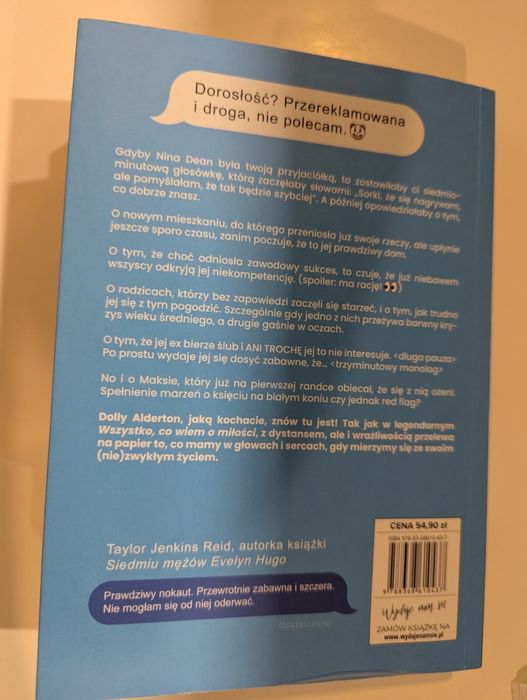 Dorosłość? Przereklamowana
i droga, nie polecam. 🤡
Gdyby Nina Dean była twoją przyjaciółką, to zostawiłaby ci siedmio-
minutową głosówkę, którą zaczęłaby słowami: „Sorki, że się nagrywam,
ale pomyślałam, że tak będzie szybciej". A później opowiedziałaby o tym,
co dobrze znasz.
O nowym mieszkaniu, do którego przeniosła już swoje rzeczy, ale upłynie
jeszcze sporo czasu, zanim poczuje, że to jej prawdziwy dom.
O tym, że choć odniosła zawodowy sukces, to czuje, że już niebawem
wszyscy odkryją jej niekompetencję. (spoiler: ma rację! 👀)
O rodzicach, którzy bez zapowiedzi zaczęli się starzeć, i o tym, jak trudno
jej się z tym pogodzić. Szczególnie gdy jedno z nich przeżywa barwny kry-
zys wieku średniego, a drugie gaśnie w oczach.
O tym, że jej ex bierze ślub i ANI TROCHĘ jej to nie interesuje. <długa pauza>
Po prostu wydaje jej się dosyć zabawne, że... <trzyminutowy monolog>
No i o Maksie, który już na pierwszej randce obiecał, że się z nią ożeni.
Spełnienie marzeń o księciu na białym koniu czy jednak red flag?
Dolly Alderton, jaką kochacie, znów tu jest! Tak jak w legendarnym
Wszystko, co wiem o miłości, z dystansem, ale i wrażliwością przelewa
na papier to, co mamy w głowach i sercach, gdy mierzymy się ze swoim
(nie)zwykłym życiem.
Taylor Jenkins Reid, autorka książki
Siedmiu mężów Evelyn Hugo
Prawdziwy nokaut. Przewrotnie zabawna i szczera.
Nie mogłam się od niej oderwać.
Dostarczono
CENA 54,90 zł
ISBN 978-83-68610-43-7
9 788368 610437
Wydaje nam się
ZAMÓW KSIĄŻKĘ NA
www.wydajenamsie.pl